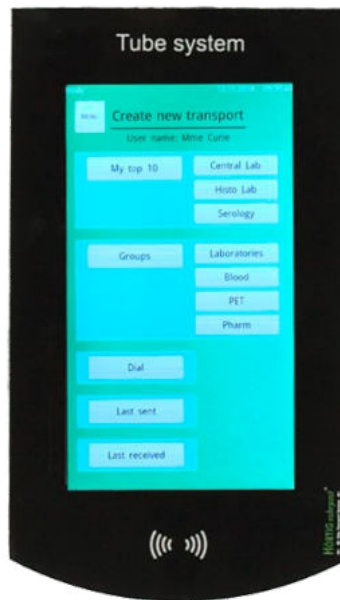 Tube system
Menu
Create new transport
User name: Mme Curie
My top 10
Central Lab
Histo Lab
Serology
Groups
Laboratories
Blood
PET
Pharm
Dial
Last sent
Last received